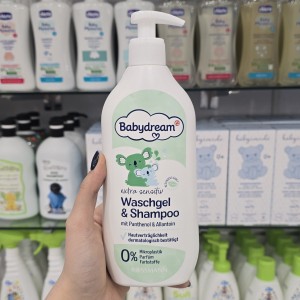 Babydream
extra sensitiv
Waschgel
& Shampoo
mit Panthenol & Allantoin
Hautverträglichkeit
dermatologisch bestätigt
0% Mikroplastik
Parfüm
Farbstoffe